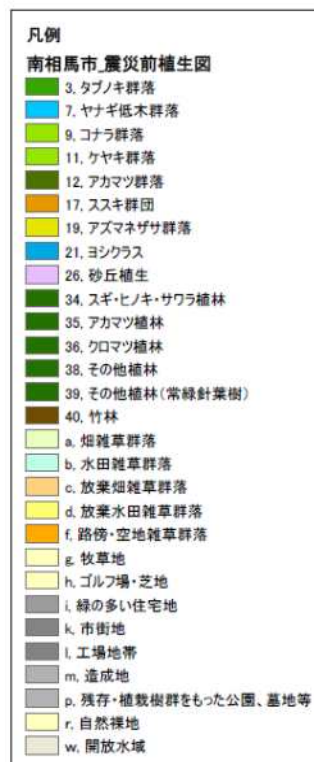 凡例
南相馬市_震災前植生図
3, タブノキ群落
7, ヤナギ低木群落
9, コナラ群落
11, ケヤキ群落
12, アカマツ群落
17, ススキ群団
19, アズマネザサ群落
21, ヨシクラス
26, 砂丘植生
34, スギ・ヒノキ・サワラ植林
35, アカマツ植林
36, クロマツ植林
38, その他植林
39, その他植林(常緑針葉樹)
40, 竹林
a, 畑雑草群落
b, 水田雑草群落
c, 放棄畑雑草群落
d, 放棄水田雑草群落
f, 路傍・空地雑草群落
g, 牧草地
h, ゴルフ場・芝地
i, 緑の多い住宅地
k, 市街地
l, 工場地帯
m, 造成地
p, 残存・植栽樹群をもった公園、墓地等
r, 自然裸地
w, 開放水域